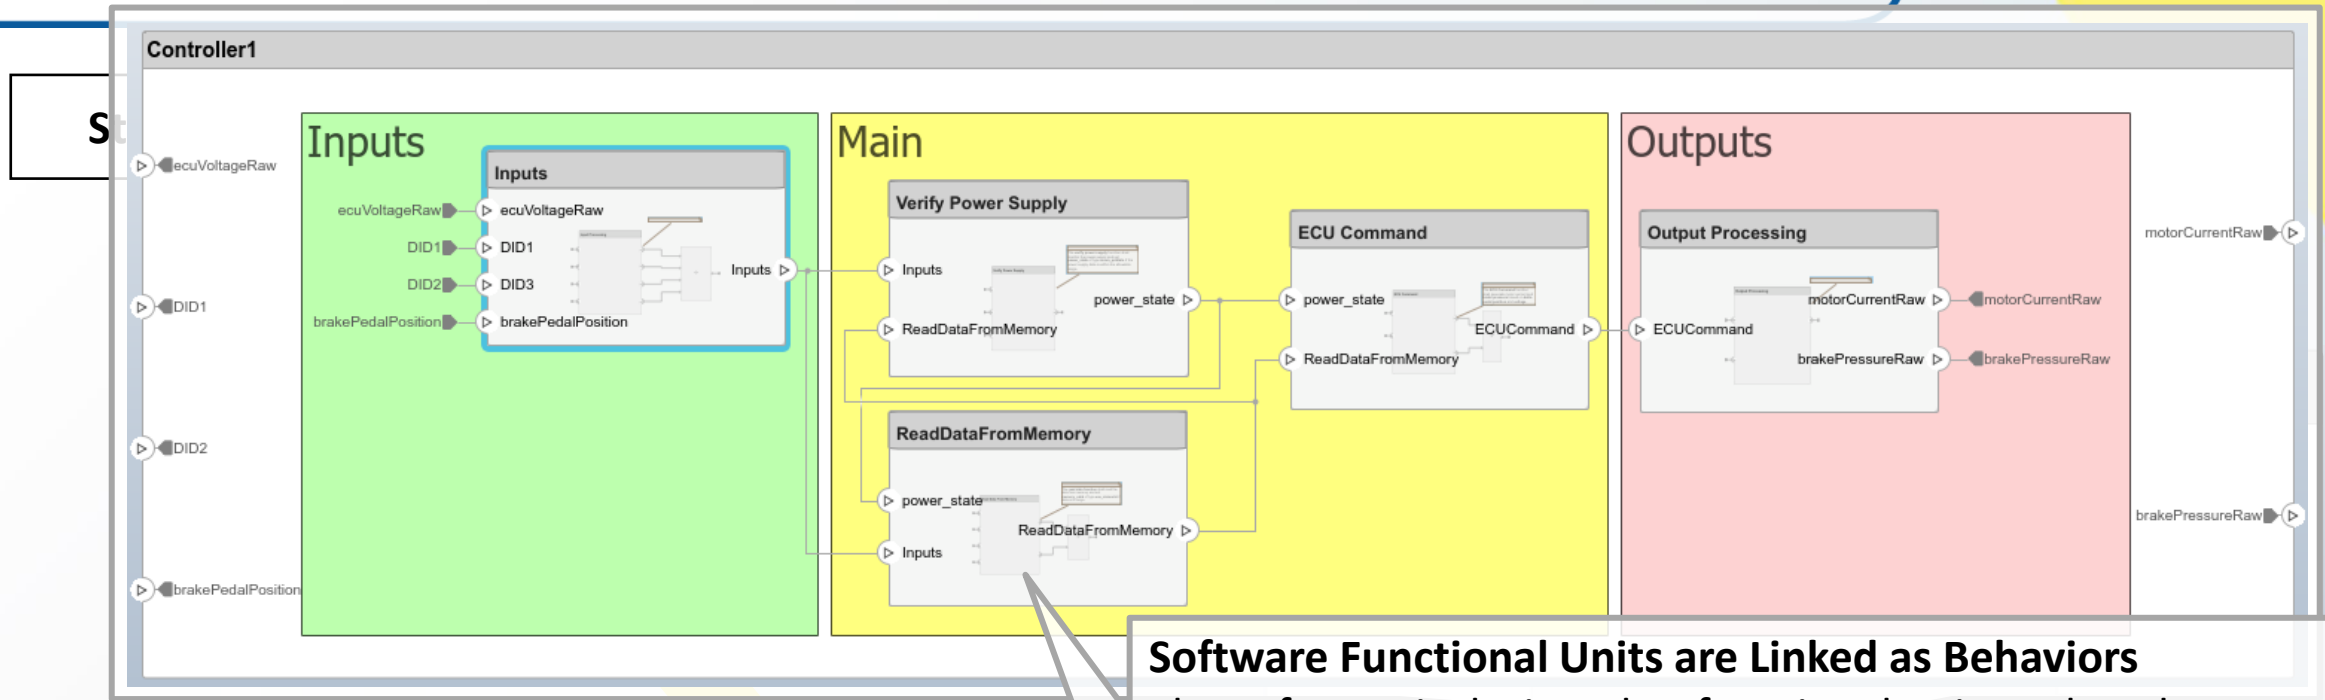 Controller1
ecuVoltageRaw
DID1
DID2
brakePedalPosition
Inputs
Inputs
ecuVoltageRaw
DID1
DID2
brakePedalPosition
ecuVoltageRaw
DID1
DID3
brakePedalPosition
Inputs
Main
Verify Power Supply
Inputs
ReadDataFromMemory
power_state
ReadDataFromMemory
power_state
Inputs
ReadDataFromMemory
ECU Command
power_state
ReadDataFromMemory
ECUCommand
Outputs
Output Processing
ECUCommand
motorCurrentRaw
brakePressureRaw
motorCurrentRaw
brakePressureRaw
motorCurrentRaw
brakePressureRaw
Software Functional Units are Linked as Behaviors